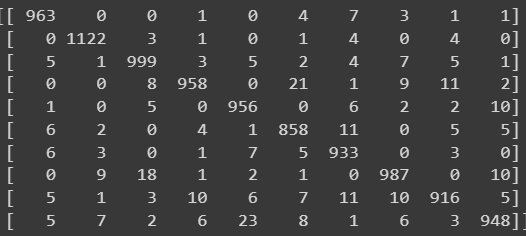 [[ 963 0 0 1 0 4 7 3 1 1]
[ 0 1122 3 1 0 1 4 0 4 0]
[ 5 1 999 3 5 2 4 7 5 1]
[ 0 0 8 958 0 21 1 9 11 2]
[ 1 0 5 0 956 0 6 2 2 10]
[ 6 2 0 4 1 858 11 0 5 5]
[ 6 3 0 1 7 5 933 0 3 0]
[ 0 9 18 1 2 1 0 987 0 10]
[ 5 1 3 10 6 7 11 10 916 5]
[ 5 7 2 6 23 8 1 6 3 948]]